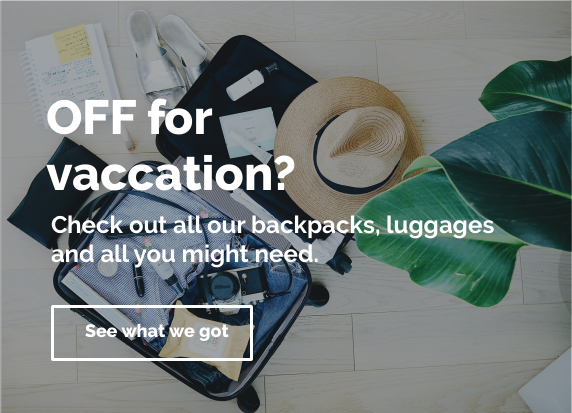 OFF for
vaccation?
Check out all our backpacks, luggages
and all you might need.
See what we got